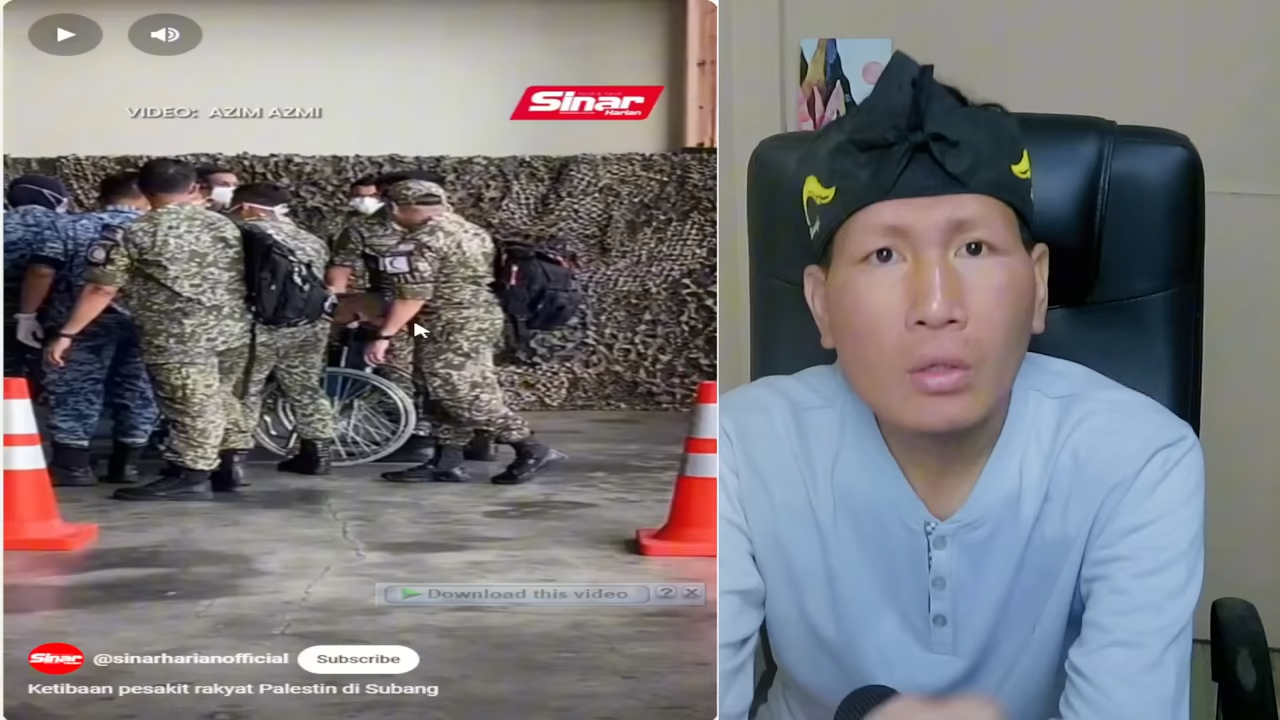 VIDEO: AZIM AZMI
Sinar
Harian
Download this video
?
Sinar
@sinarharianofficial
Subscribe
Ketibaan pesakit rakyat Palestin di Subang